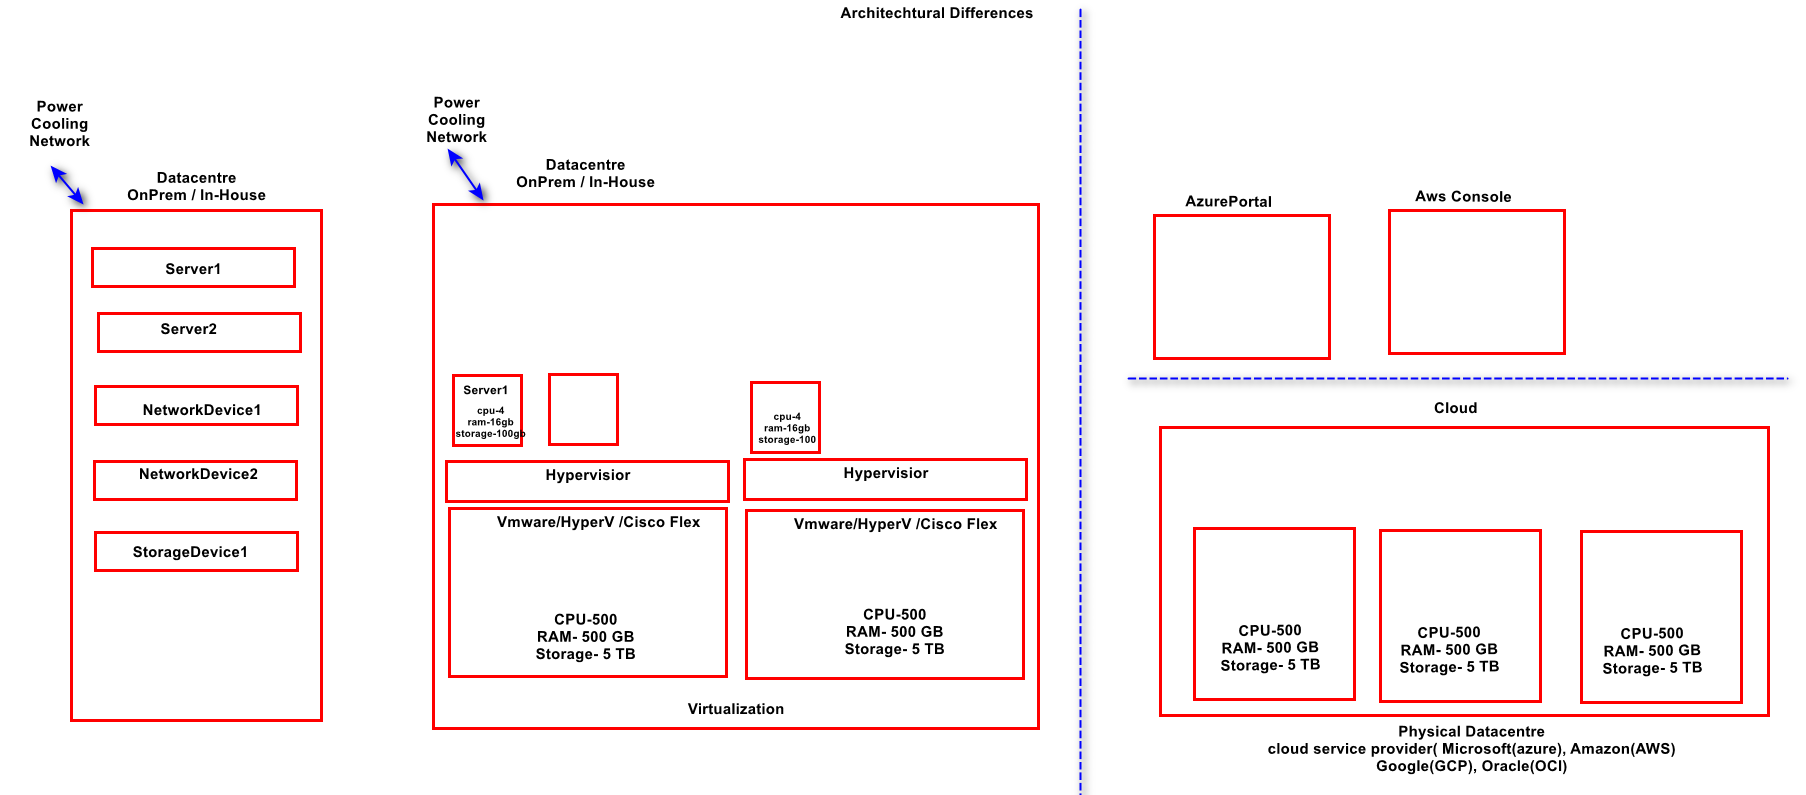 Architechtural Differences
Power
Cooling
Network
Datacentre
OnPrem / In-House
Server1
Server2
NetworkDevice1
NetworkDevice2
StorageDevice1
Power
Cooling
Network
Datacentre
OnPrem / In-House
Server1
cpu-4
ram-16gb
storage-100gb
cpu-4
ram-16gb
storage-100
Hypervisior
Hypervisior
Vmware/HyperV /Cisco Flex
CPU-500
RAM- 500 GB
Storage- 5 TB
Vmware/HyperV /Cisco Flex
CPU-500
RAM- 500 GB
Storage- 5 TB
Virtualization
AzurePortal
Aws Console
Cloud
CPU-500
RAM- 500 GB
Storage- 5 TB
CPU-500
RAM- 500 GB
Storage- 5 TB
CPU-500
RAM- 500 GB
Storage- 5 TB
Physical Datacentre
cloud service provider( Microsoft(azure), Amazon(AWS)
Google(GCP), Oracle(OCI)